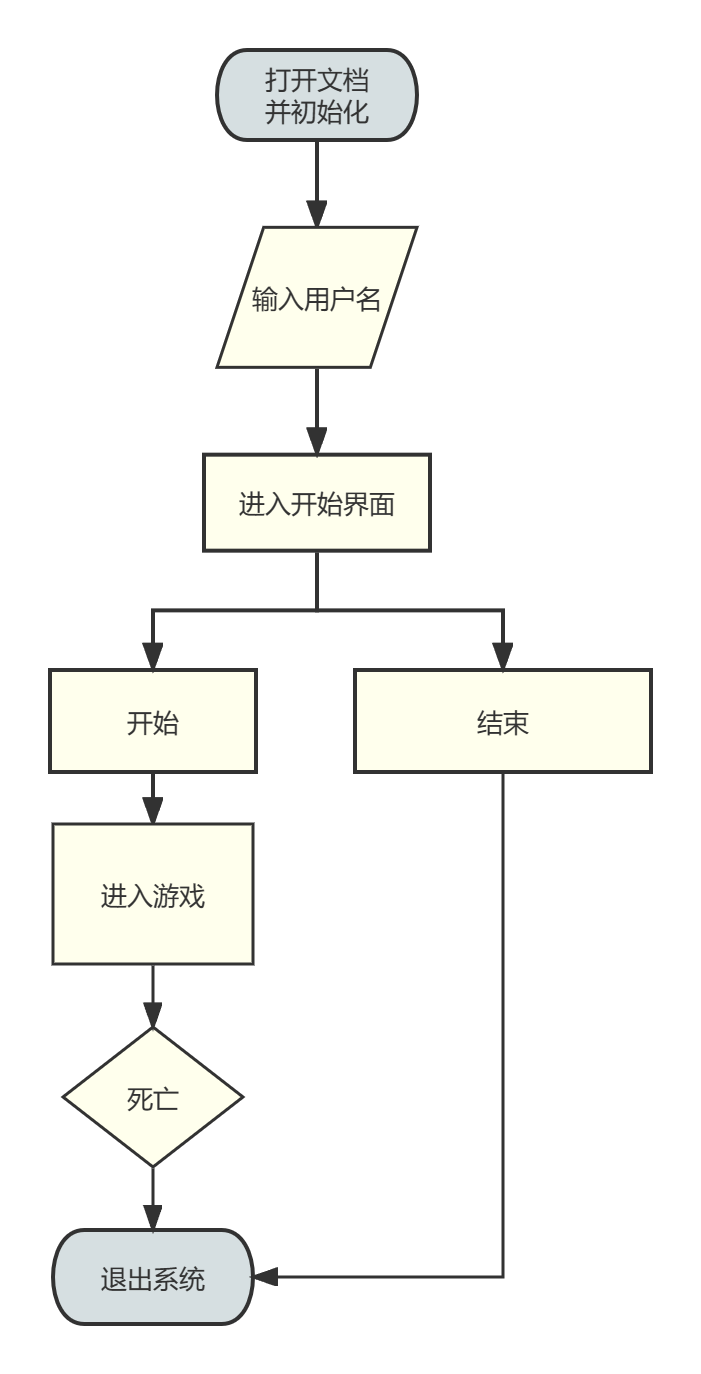 打开文档
并初始化
输入用户名
进入开始界面
开始
结束
进入游戏
死亡
退出系统